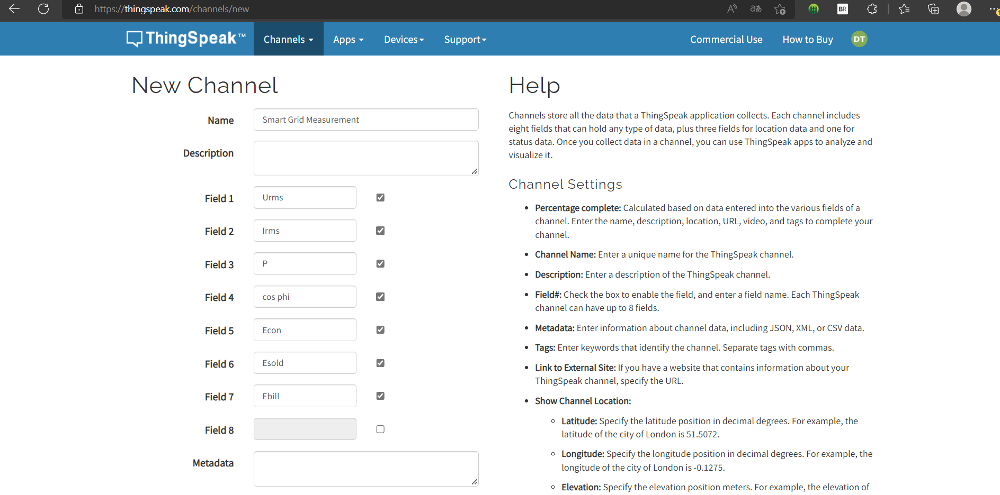 https://thingspeak.com/channels/new
BR
ThingSpeak™
Channels
Apps
Devices
Support
Commercial Use
How to Buy
DT
New Channel
Name
Smart Grid Measurement
Description
Field 1
Urms
Field 2
Irms
Field 3
P
Field 4
cos phi
Field 5
Econ
Field 6
Esold
Field 7
Ebill
Field 8
Metadata
Help
Channels store all the data that a ThingSpeak application collects. Each channel includes
eight fields that can hold any type of data, plus three fields for location data and one for
status data. Once you collect data in a channel, you can use ThingSpeak apps to analyze and
visualize it.
Channel Settings
• Percentage complete: Calculated based on data entered into the various fields of a
channel. Enter the name, description, location, URL, video, and tags to complete your
channel.
• Channel Name: Enter a unique name for the ThingSpeak channel.
• Description: Enter a description of the ThingSpeak channel.
• Field#: Check the box to enable the field, and enter a field name. Each ThingSpeak
channel can have up to 8 fields.
• Metadata: Enter information about channel data, including JSON, XML, or CSV data.
• Tags: Enter keywords that identify the channel. Separate tags with commas.
• Link to External Site: If you have a website that contains information about your
ThingSpeak channel, specify the URL.
• Show Channel Location:
◦ Latitude: Specify the latitude position in decimal degrees. For example, the
latitude of the city of London is 51.5072.
◦ Longitude: Specify the longitude position in decimal degrees. For example, the
longitude of the city of London is -0.1275.
◦ Elevation: Specify the elevation position meters. For example, the elevation of